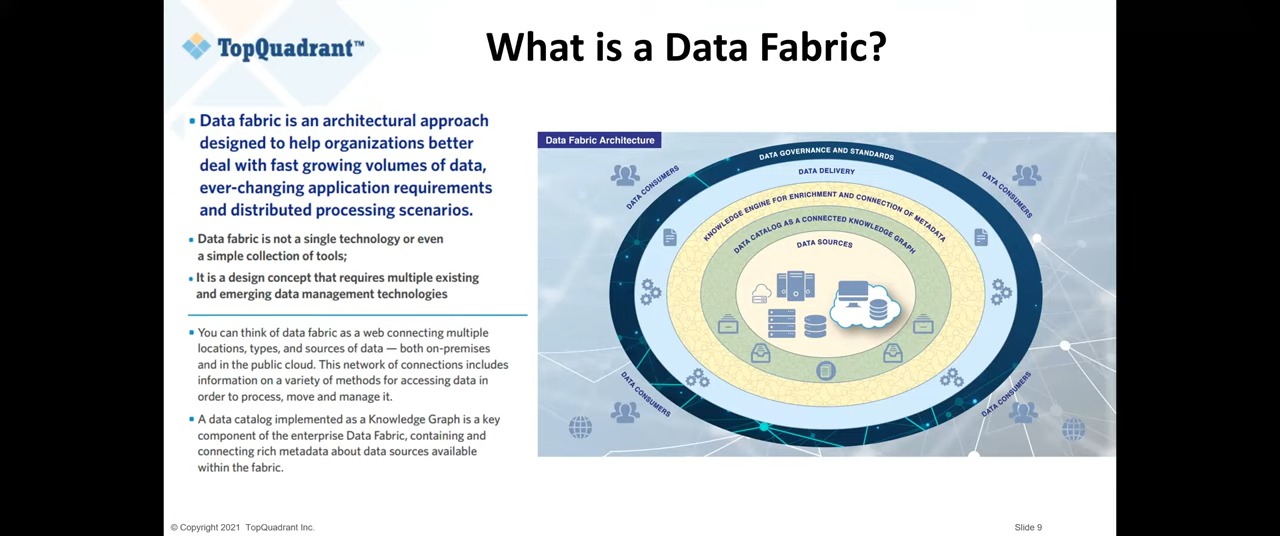 TopQuadrant™
What is a Data Fabric?
Data fabric is an architectural approach
designed to help organizations better
deal with fast growing volumes of data,
ever-changing application requirements
and distributed processing scenarios.
Data fabric is not a single technology or even
a simple collection of tools;
It is a design concept that requires multiple existing
and emerging data management technologies
You can think of data fabric as a web connecting multiple
locations, types, and sources of data — both on-premises
and in the public cloud. This network of connections includes
information on a variety of methods for accessing data in
order to process, move and manage it.
A data catalog implemented as a Knowledge Graph is a key
component of the enterprise Data Fabric, containing and
connecting rich metadata about data sources available
within the fabric.
Data Fabric Architecture
DATA GOVERNANCE AND STANDARDS
DATA DELIVERY
KNOWLEDGE ENGINE FOR ENRICHMENT AND CONNECTION OF METADATA
DATA CATALOG AS A CONNECTED KNOWLEDGE GRAPH
DATA SOURCES
DATA CONSUMERS
DATA CONSUMERS
DATA CONSUMERS
DATA CONSUMERS
© Copyright 2021 TopQuadrant Inc.
Slide 9